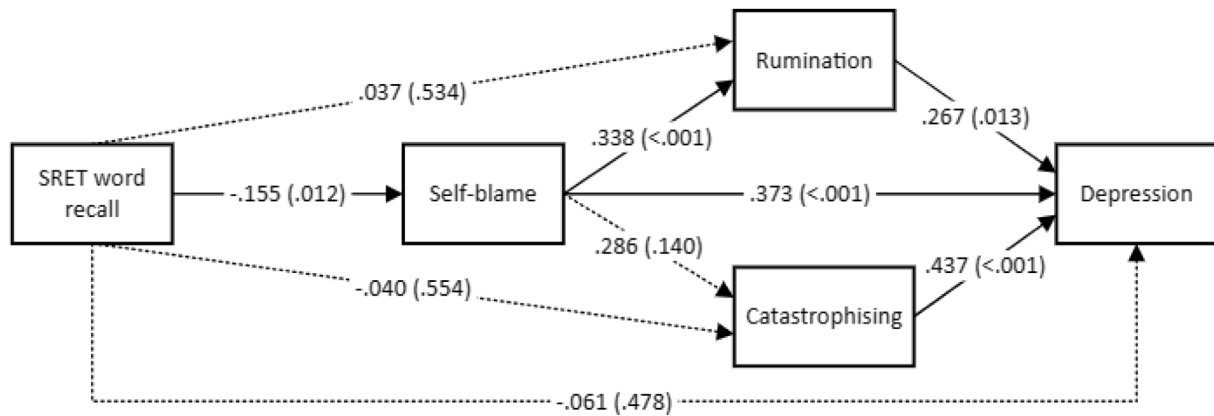 Rumination
.037 (.534)
.267 (.013)
.338 (<.001)
SRET word
recall
-.155 (.012)
Self-blame
.373 (<.001)
Depression
.286 (.140)
.437 (<.001)
-.040 (.554)
Catastrophising
-.061 (.478)